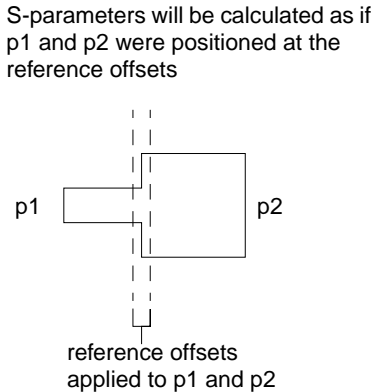 S-parameters will be calculated as if
p1 and p2 were positioned at the
reference offsets
p1
p2
reference offsets
applied to p1 and p2